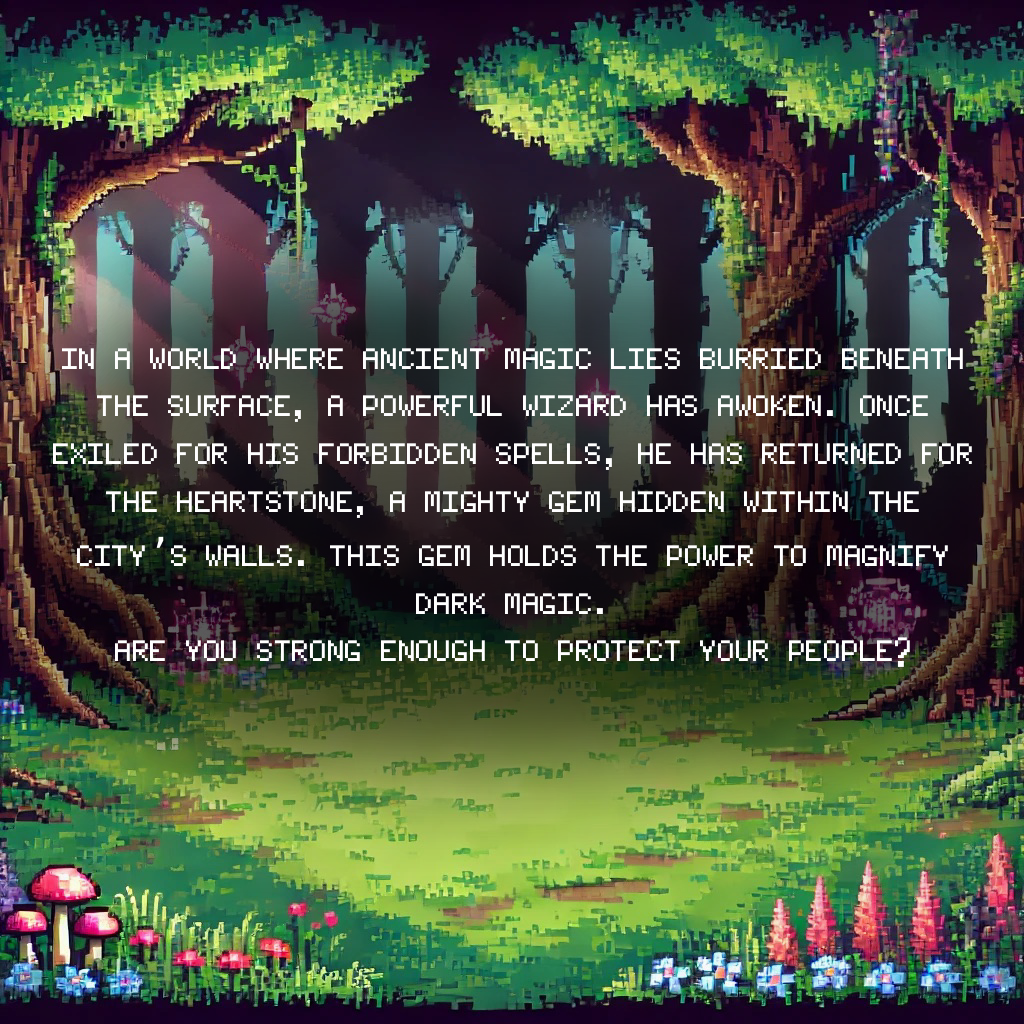 IN A WORLD WHERE ANCIENT MAGIC LIES BURRIED BENEATH
THE SURFACE, A POWERFUL WIZARD HAS AWOKEN. ONCE
EXILED FOR HIS FORBIDDEN SPELLS, HE HAS RETURNED FOR
THE HEARTSTONE, A MIGHTY GEM HIDDEN WITHIN THE
CITY'S WALLS. THIS GEM HOLDS THE POWER TO MAGNIFY
DARK MAGIC.
ARE YOU STRONG ENOUGH TO PROTECT YOUR PEOPLE?